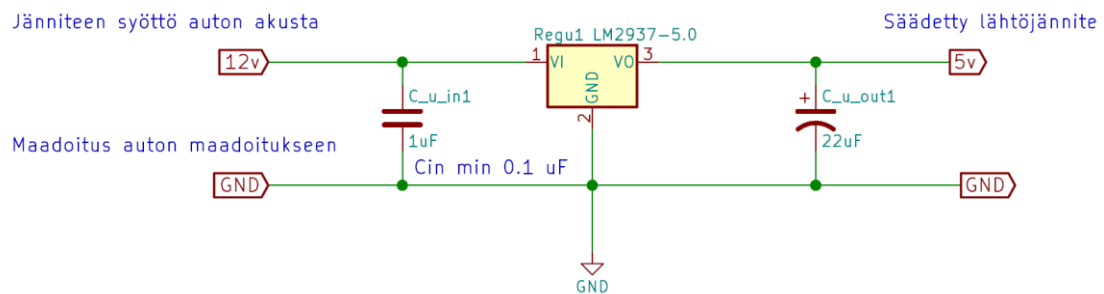 Jänniteen syöttö auton akusta
Säädetty lähtöjännite
Regu1 LM2937-5.0
12v
1 VI VO 3
5v
GND
2
C_u_in1
1uF
+ C_u_out1
22uF
Maadoitus auton maadoitukseen
Cin min 0.1 uF
GND
GND
GND